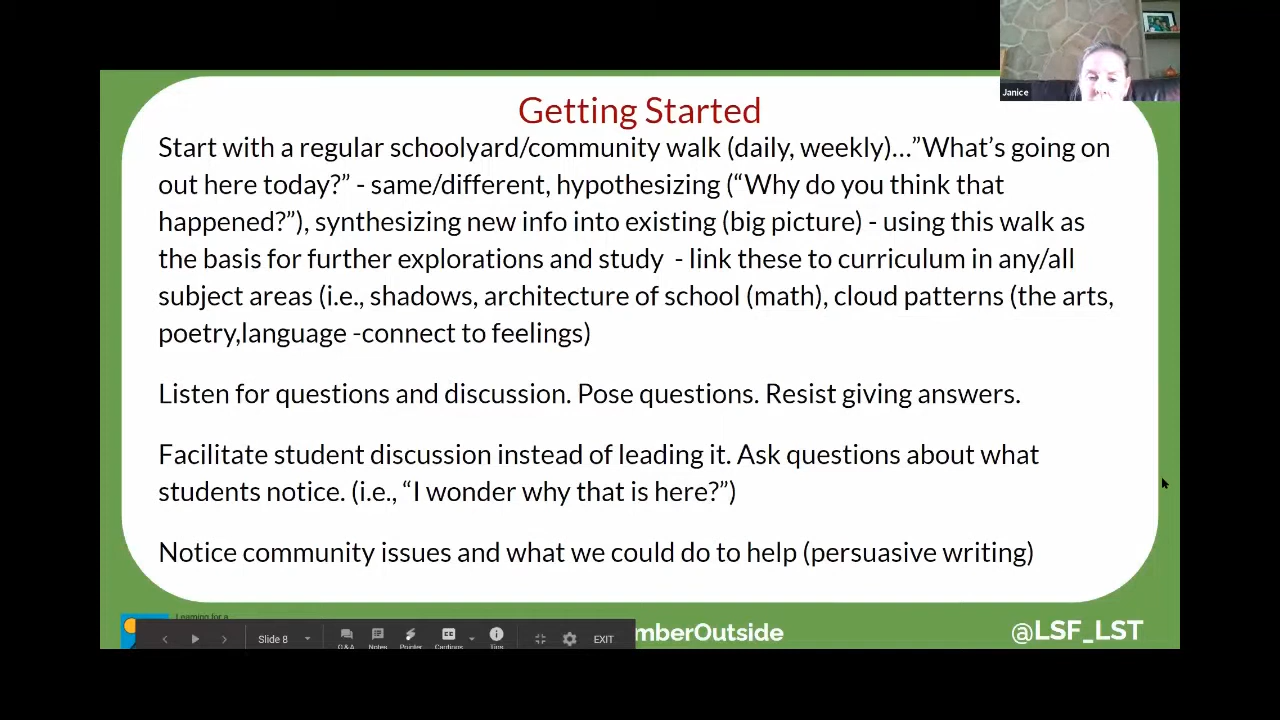 Janice
Getting Started
Start with a regular schoolyard/community walk (daily, weekly)...”What’s going on
out here today?” - same/different, hypothesizing (“Why do you think that
happened?”), synthesizing new info into existing (big picture) - using this walk as
the basis for further explorations and study  - link these to curriculum in any/all
subject areas (i.e., shadows, architecture of school (math), cloud patterns (the arts,
poetry,language -connect to feelings)
Listen for questions and discussion. Pose questions. Resist giving answers.
Facilitate student discussion instead of leading it. Ask questions about what
students notice. (i.e., “I wonder why that is here?”)
Notice community issues and what we could do to help (persuasive writing)
Learning for a
Slide 8
Q&A Notes Pointer Captions Tips
EXIT
mberOutside
@LSF_LST